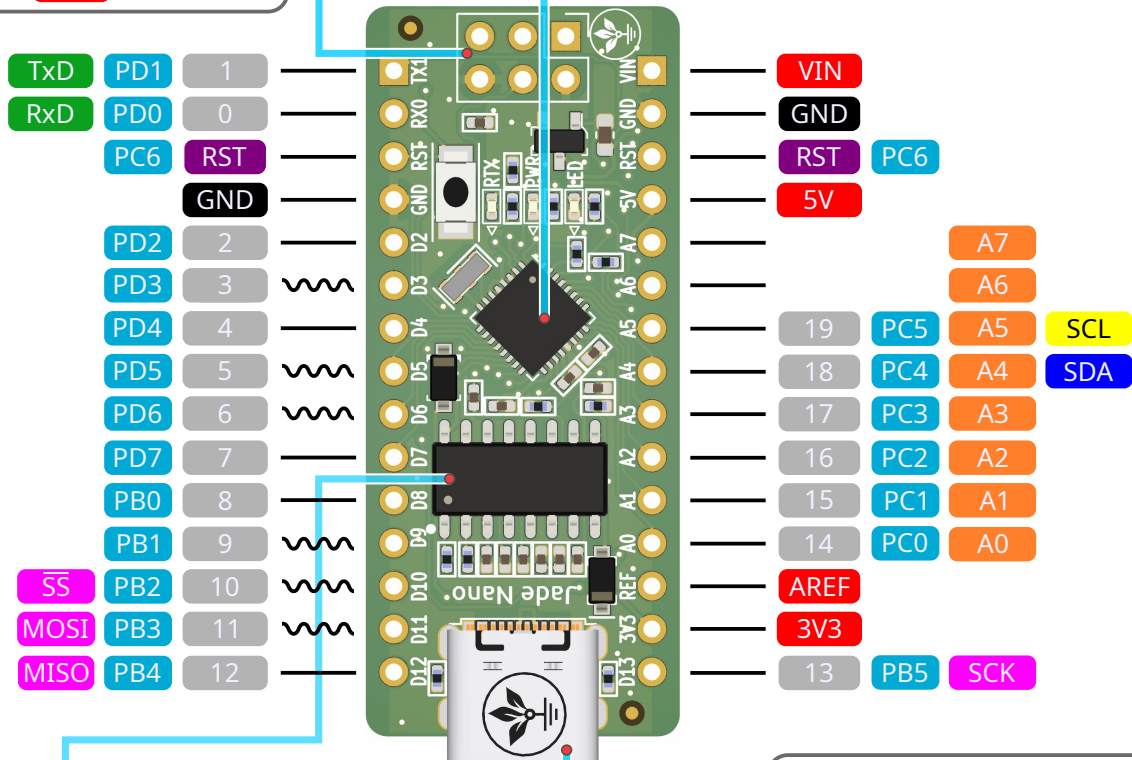 TxD PD1 1 TX1 VIN VIN
RxD PD0 0 RX0 GND GND
PC6 RST RST RST RST PC6
GND GND 5V 5V
RTX PWR LED
PD2 2 D2 A7 A7
PD3 3 D3 A6 A6
PD4 4 D4 A5 19 PC5 A5 SCL
PD5 5 D5 A4 18 PC4 A4 SDA
PD6 6 D6 A3 17 PC3 A3
PD7 7 D7 A2 16 PC2 A2
PB0 8 D8 A1 15 PC1 A1
PB1 9 D9 A0 14 PC0 A0
SS PB2 10 D10 REF AREF
Jade Nano
MOSI PB3 11 D11 3V3 3V3
MISO PB4 12 D12 D13 13 PB5 SCK